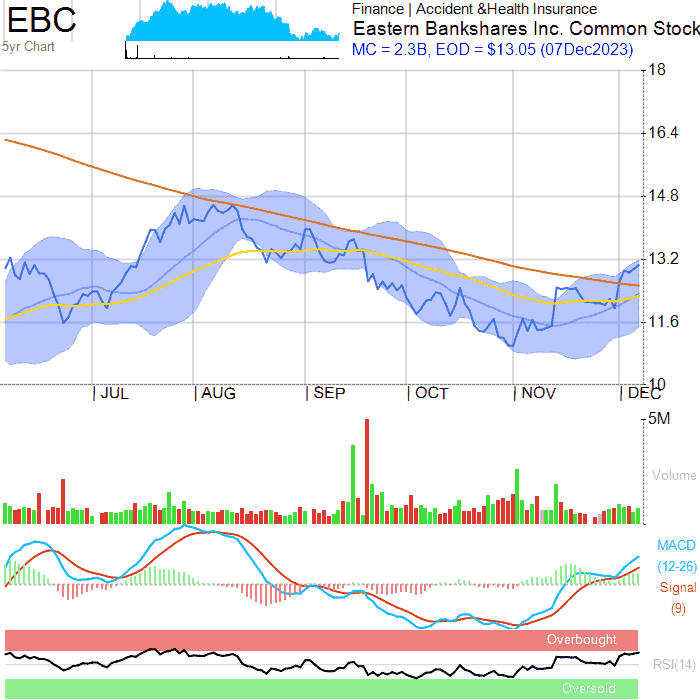 EBC
5yr Chart
Finance | Accident &Health Insurance
Eastern Bankshares Inc. Common Stock
MC = 2.3B, EOD = $13.05 (07Dec2023)
18
16.4
14.8
13.2
11.6
10
| JUL | AUG | SEP | OCT | NOV | DEC
5M
Volume
MACD
(12-26)
Signal
(9)
Overbought
RSI(14)
Oversold